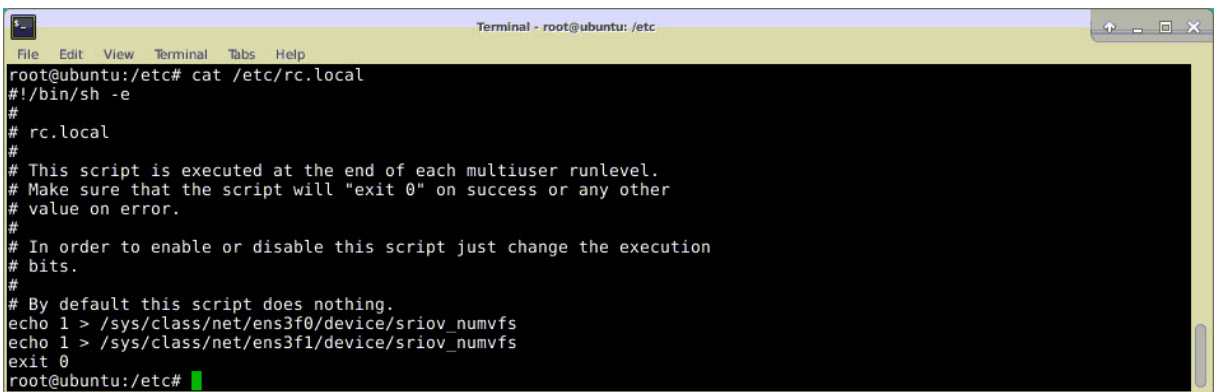 Terminal - root@ubuntu: /etc
File Edit View Terminal Tabs Help
root@ubuntu:/etc# cat /etc/rc.local
#!/bin/sh -e
#
# rc.local
#
# This script is executed at the end of each multiuser runlevel.
# Make sure that the script will "exit 0" on success or any other
# value on error.
#
# In order to enable or disable this script just change the execution
# bits.
#
# By default this script does nothing.
echo 1 > /sys/class/net/ens3f0/device/sriov_numvfs
echo 1 > /sys/class/net/ens3f1/device/sriov_numvfs
exit 0
root@ubuntu:/etc#